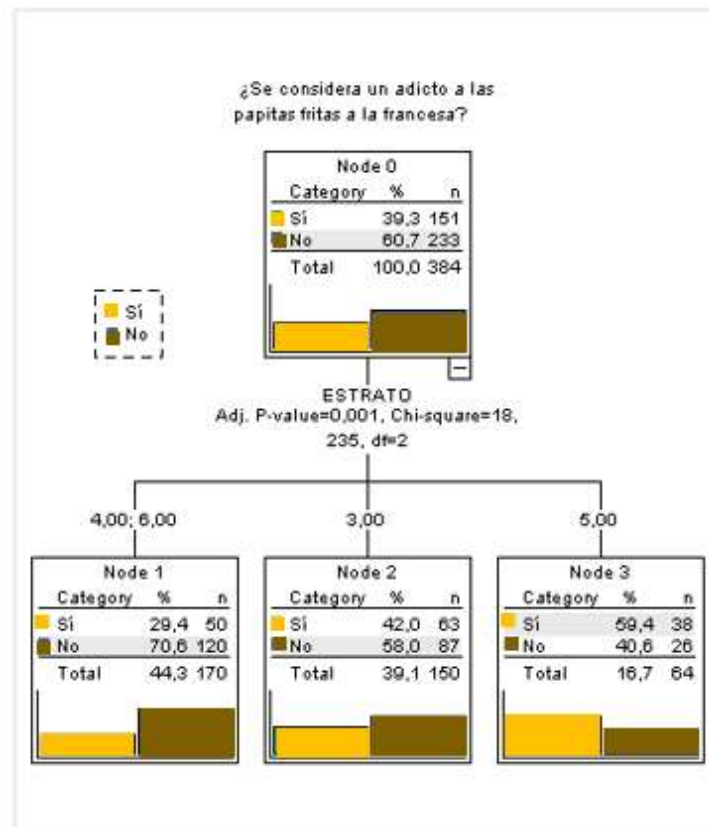 ¿Se considera un adicto a las
papitas fritas a la francesa?
Node 0
Category % n
Sí 39,3 151
No 60,7 233
Total 100,0 384
Sí
No
ESTRATO
Adj. P-value=0,001, Chi-square=18,
235, df=2
4,00; 6,00
3,00
5,00
Node 1
Category % n
Sí 29,4 50
No 70,6 120
Total 44,3 170
Node 2
Category % n
Sí 42,0 63
No 58,0 87
Total 39,1 150
Node 3
Category % n
Sí 59,4 38
No 40,6 26
Total 16,7 64